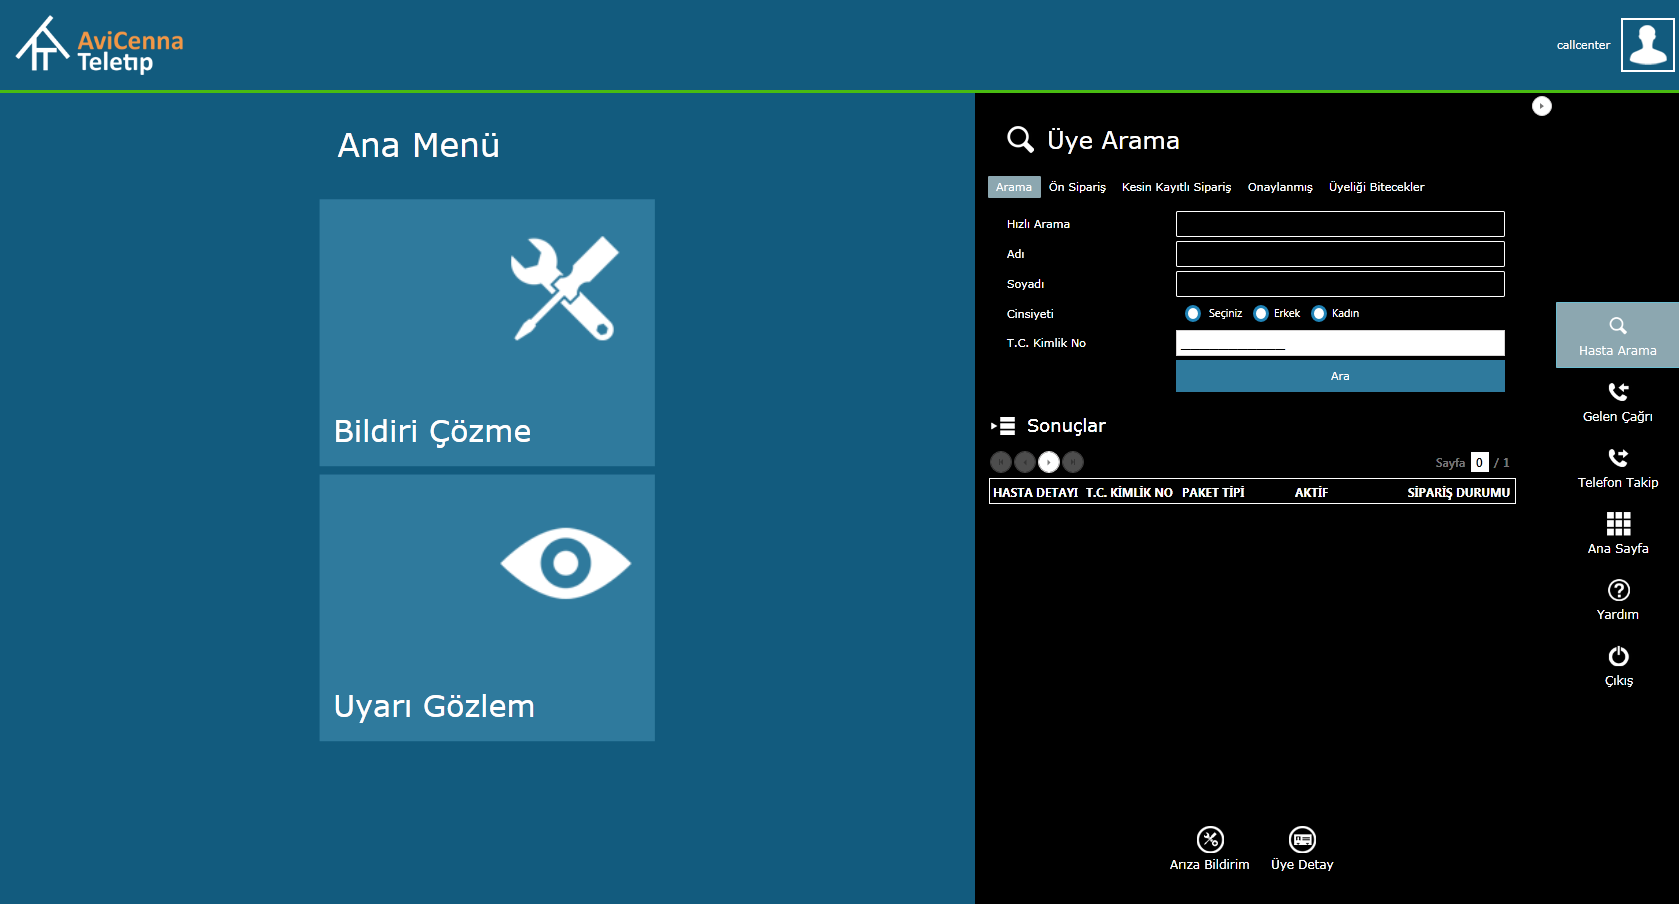 AviCenna
Teletıp
callcenter
Ana Menü
Bildiri Çözme
Uyarı Gözlem
Üye Arama
Arama Ön Sipariş Kesin Kayıtlı Sipariş Onaylanmış Üyeliği Bitecekler
Hızlı Arama
Adı
Soyadı
Cinsiyeti Seçiniz Erkek Kadın
T.C. Kimlik No
Ara
Sonuçlar
Sayfa 0 / 1
HASTA DETAYI T.C. KİMLİK NO PAKET TİPİ AKTİF SİPARİŞ DURUMU
Arıza Bildirim Üye Detay
Hasta Arama
Gelen Çağrı
Telefon Takip
Ana Sayfa
Yardım
Çıkış